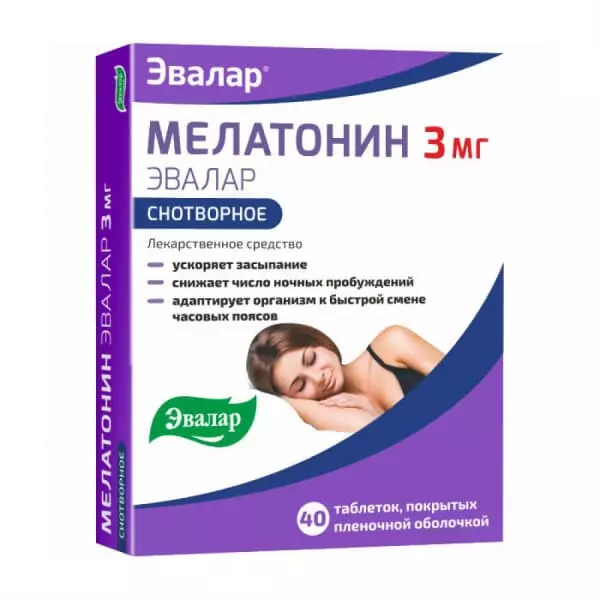 Эвалар®
МЕЛАТОНИН 3 мг
ЭВАЛАР
СНОТВОРНОЕ
Лекарственное средство
ускоряет засыпание
снижает число ночных пробуждений
адаптирует организм к быстрой смене
часовых поясов
Эвалар
40 таблеток, покрытых
пленочной оболочкой
МЕЛАТОНИН ЭВАЛАР 3 мг
СНОТВОРНОЕ